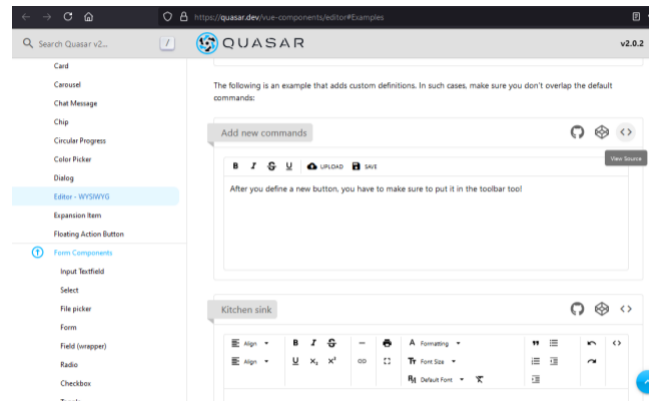 https://quasar.dev/vue-components/editor#Examples
Search Quasar v2...
/
QUASAR
v2.0.2
Card
Carousel
Chat Message
Chip
Circular Progress
Color Picker
Dialog
Editor - WYSIWYG
Expansion Item
Floating Action Button
Form Components
Input Textfield
Select
File picker
Form
Field (wrapper)
Radio
Checkbox
The following is an example that adds custom definitions. In such cases, make sure you don't overlap the default
commands:
Add new commands
View Source
B I S U UPLOAD SAVE
After you define a new button, you have to make sure to put it in the toolbar too!
Kitchen sink
Align B I S A Formatting
Align U X₂ X² Tr Font Size
Default Font